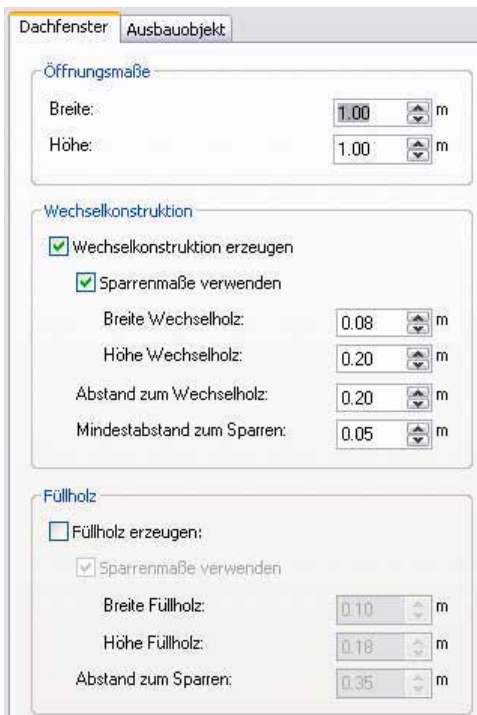 Dachfenster Ausbauobjekt
Öffnungsmaße
Breite: 1.00 m
Höhe: 1.00 m
Wechselkonstruktion
Wechselkonstruktion erzeugen
Sparrenmaße verwenden
Breite Wechselholz: 0.08 m
Höhe Wechselholz: 0.20 m
Abstand zum Wechselholz: 0.20 m
Mindestabstand zum Sparren: 0.05 m
Füllholz
Füllholz erzeugen:
Sparrenmaße verwenden
Breite Füllholz: 0.10 m
Höhe Füllholz: 0.18 m
Abstand zum Sparren: 0.35 m